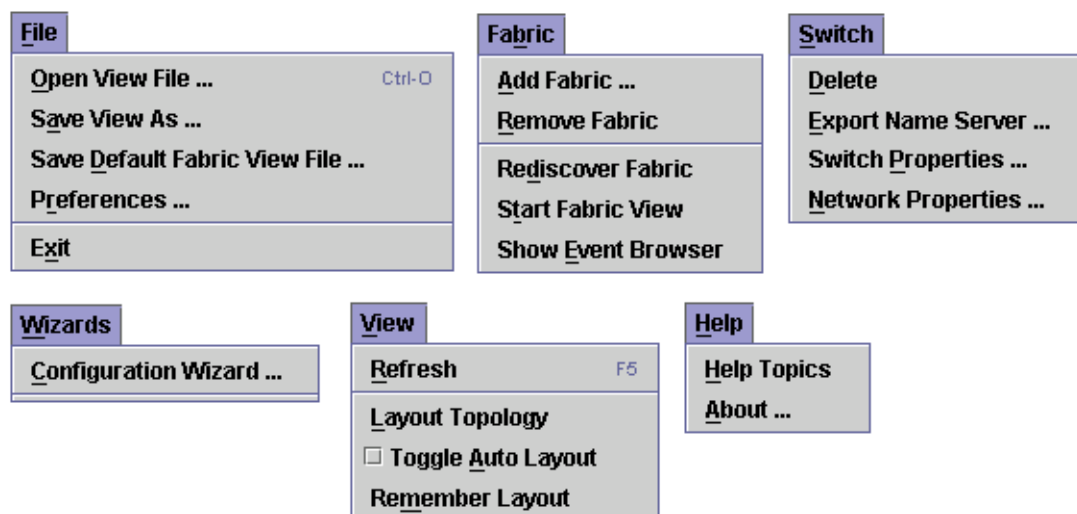 File
Open View File ... Ctrl-O
Save View As ...
Save Default Fabric View File ...
Preferences ...
Exit
Fabric
Add Fabric ...
Remove Fabric
Rediscover Fabric
Start Fabric View
Show Event Browser
Switch
Delete
Export Name Server ...
Switch Properties ...
Network Properties ...
Wizards
Configuration Wizard ...
View
Refresh F5
Layout Topology
Toggle Auto Layout
Remember Layout
Help
Help Topics
About ...